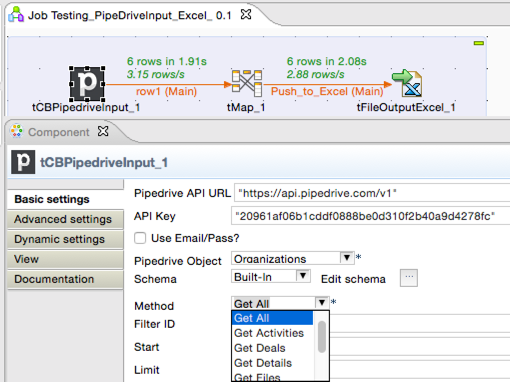 Job Testing_PipeDriveInput_Excel_ 0.1
6 rows in 1.91s
6 rows in 2.08s
3.15 rows/s
2.88 rows/s
p
row1 (Main)
Push_to_Excel (Main)
tCBPipedriveInput_1
tMap_1
tFileOutputExcel_1
Component
p
tCBPipedriveInput_1
Basic settings
Advanced settings
Dynamic settings
View
Documentation
Pipedrive API URL "https://api.pipedrive.com/v1"
API Key "20961af06b1cddf0888be0d310f2b40a9d4278fc"
Use Email/Pass?
Pipedrive Object Organizations *
Schema Built-In Edit schema ...
Method Get All *
Filter ID
Start
Limit
Get All
Get Activities
Get Deals
Get Details
Get Files